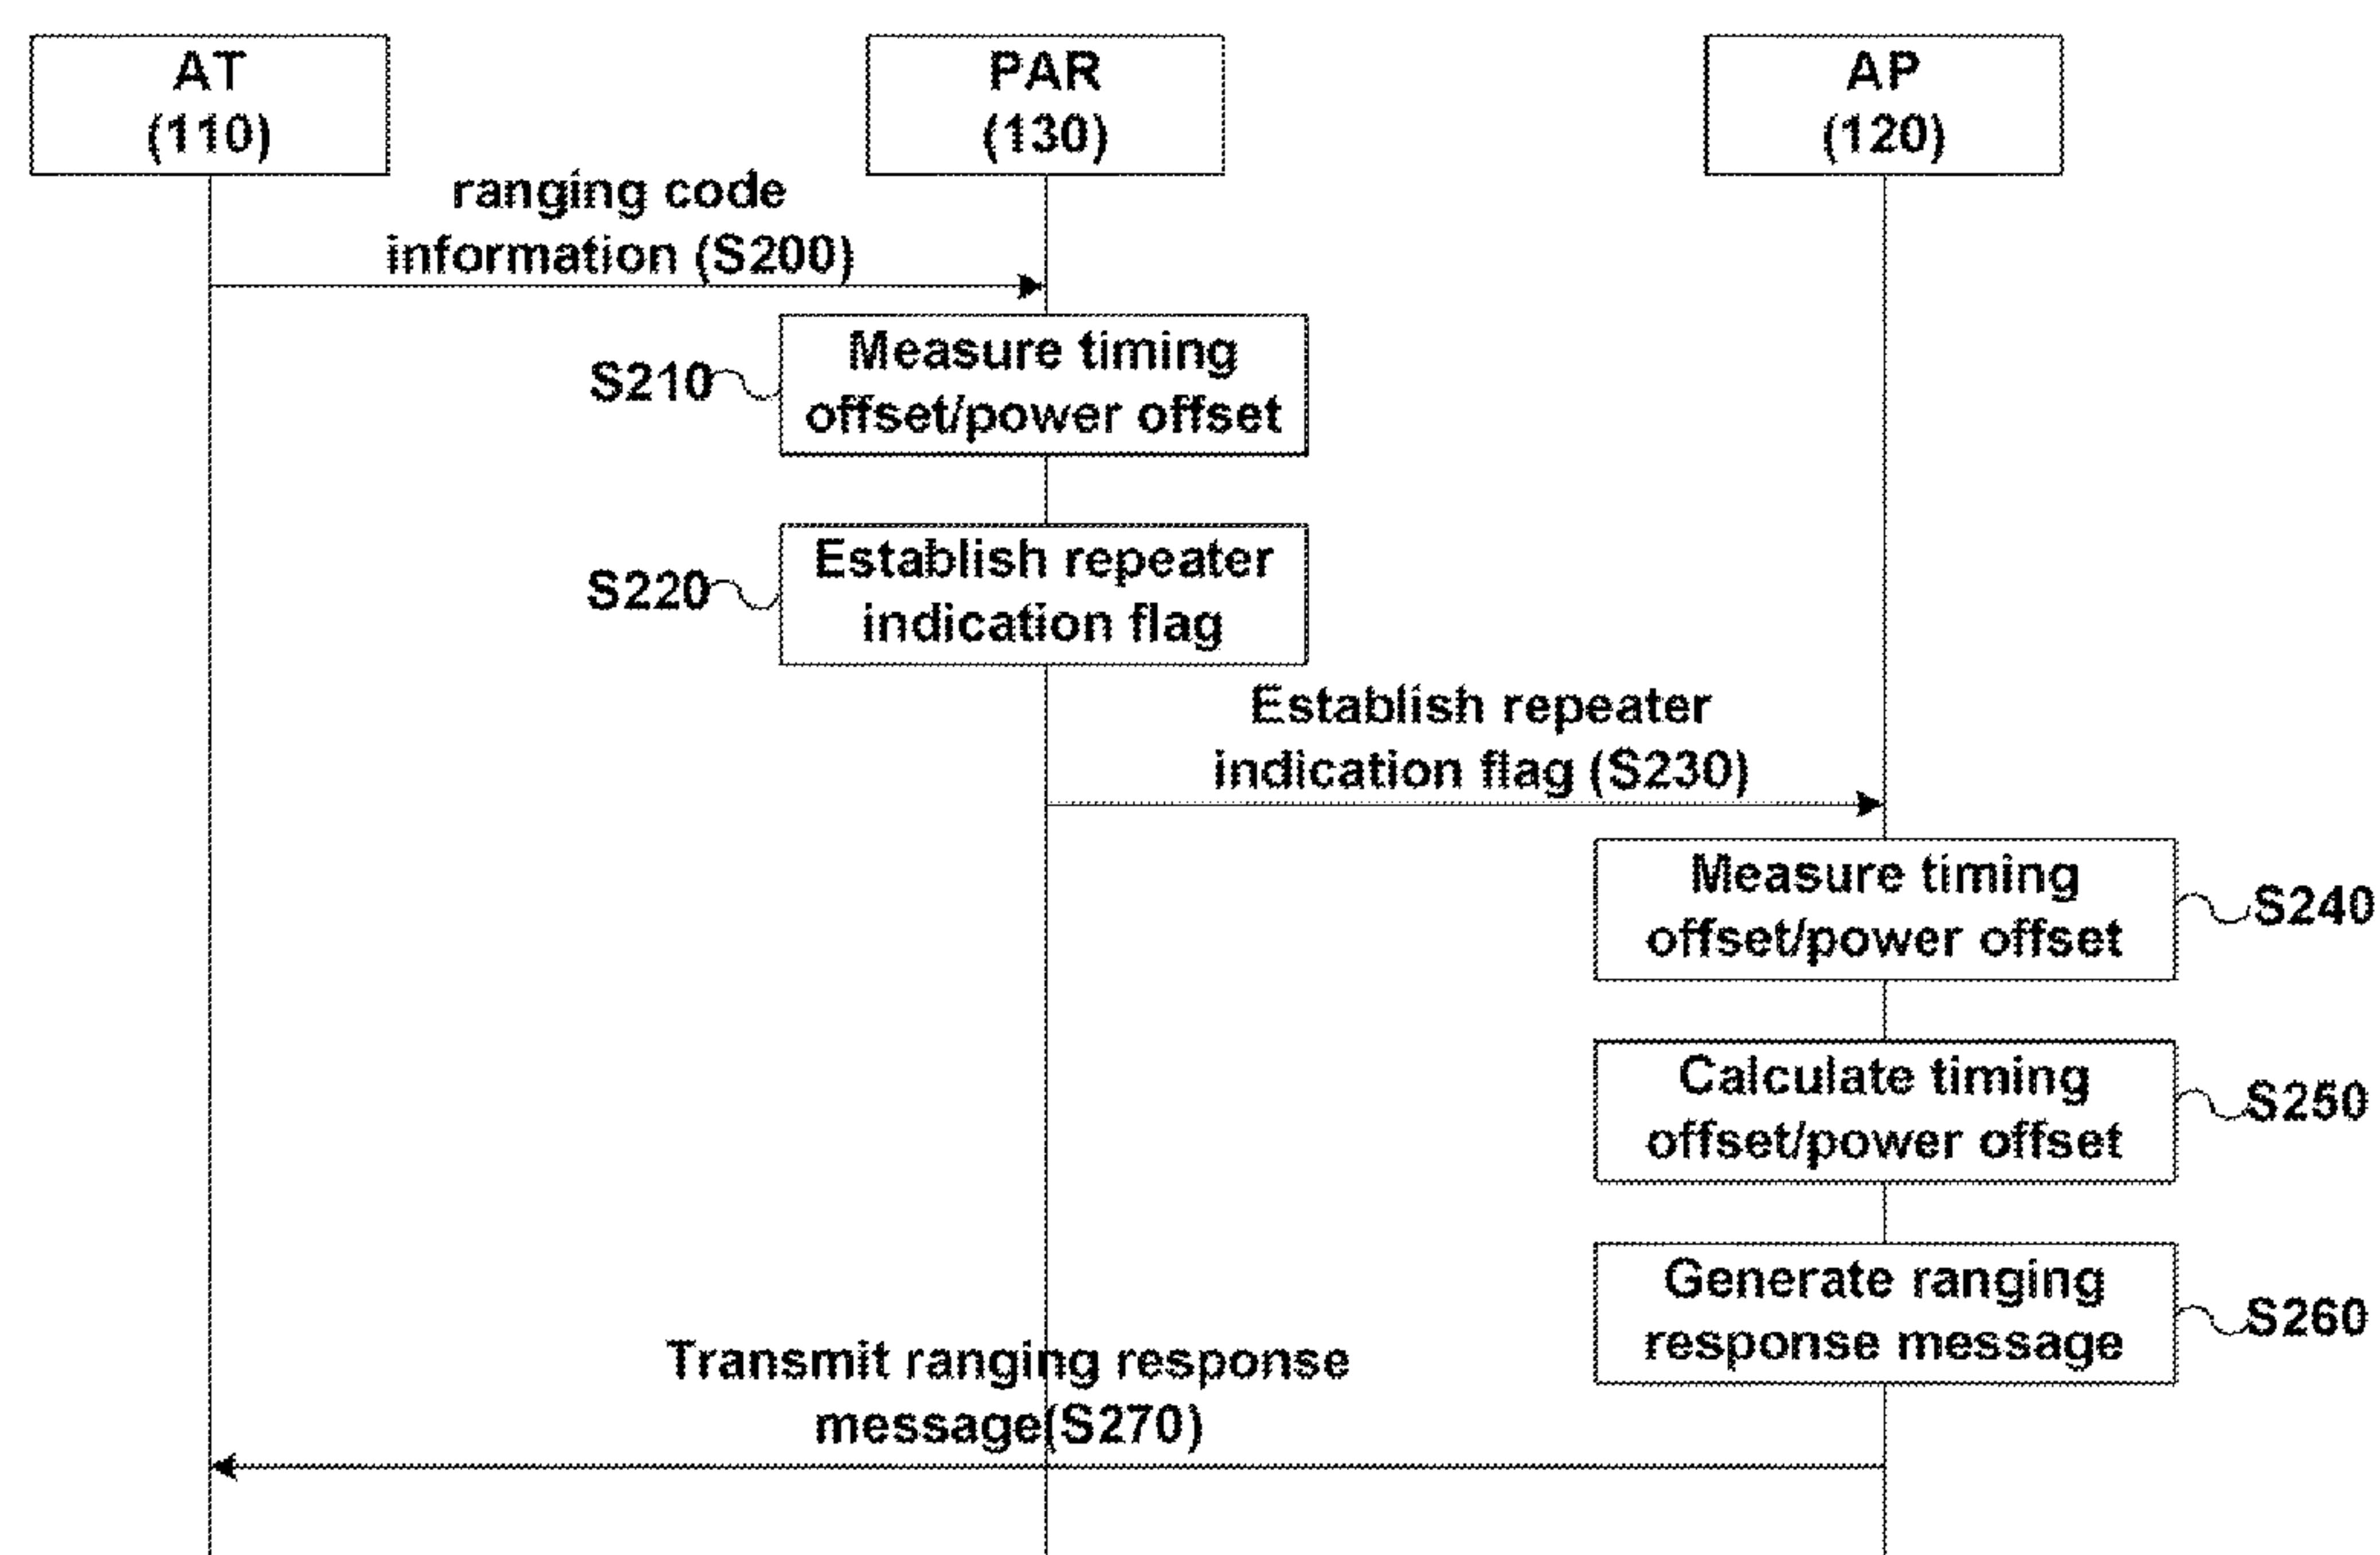 AT
(110)
PAR
(130)
AP
(120)
ranging code
information (S200)
Measure timing
offset/power offset
S210
Establish repeater
indication flag
S220
Establish repeater
indication flag (S230)
Measure timing
offset/power offset
S240
Calculate timing
offset/power offset
S250
Generate ranging
response message
S260
Transmit ranging response
message(S270)